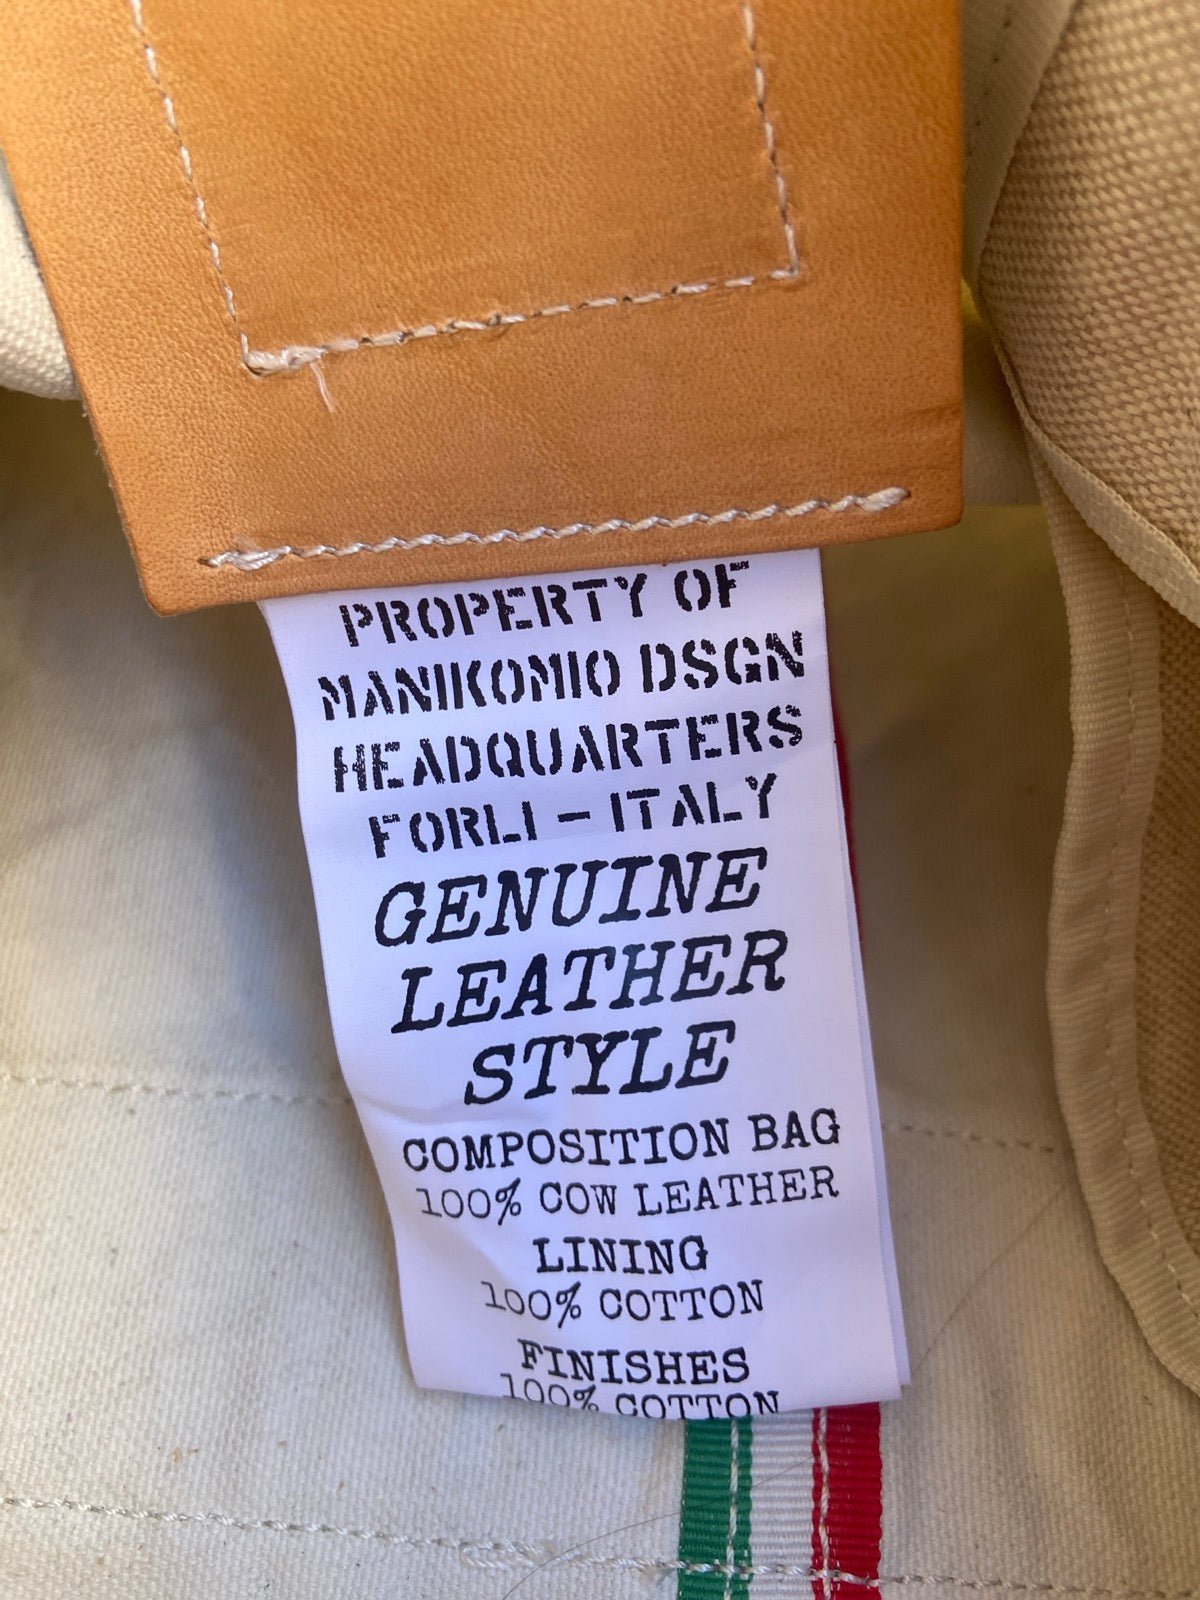 PROPERTY OF
MANIKOMIO DSGN
HEADQUARTERS
FORLI - ITALY
GENUINE
LEATHER
STYLE
COMPOSITION BAG
100% COW LEATHER
LINING
100% COTTON
FINISHES
100% COTTON